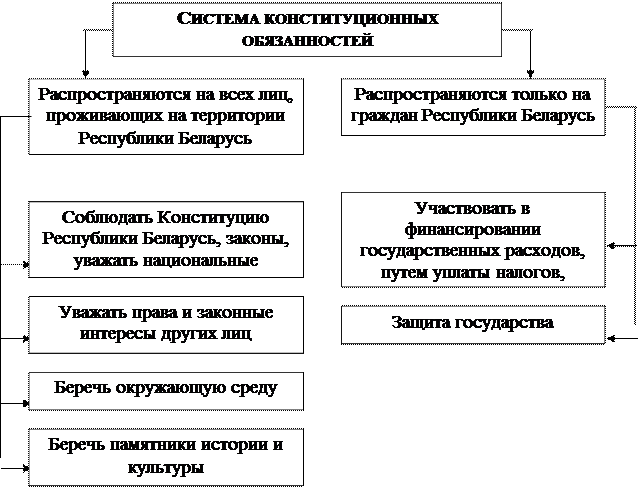 СИСТЕМА КОНСТИТУЦИОННЫХ
ОБЯЗАННОСТЕЙ
Распространяются на всех лиц,
проживающих на территории
Республики Беларусь
Соблюдать Конституцию
Республики Беларусь, законы,
уважать национальные
Уважать права и законные
интересы других лиц
Беречь окружающую среду
Беречь памятники истории и
культуры
Распространяются только на
граждан Республики Беларусь
Участвовать в
финансировании
государственных расходов,
путем уплаты налогов,
Защита государства